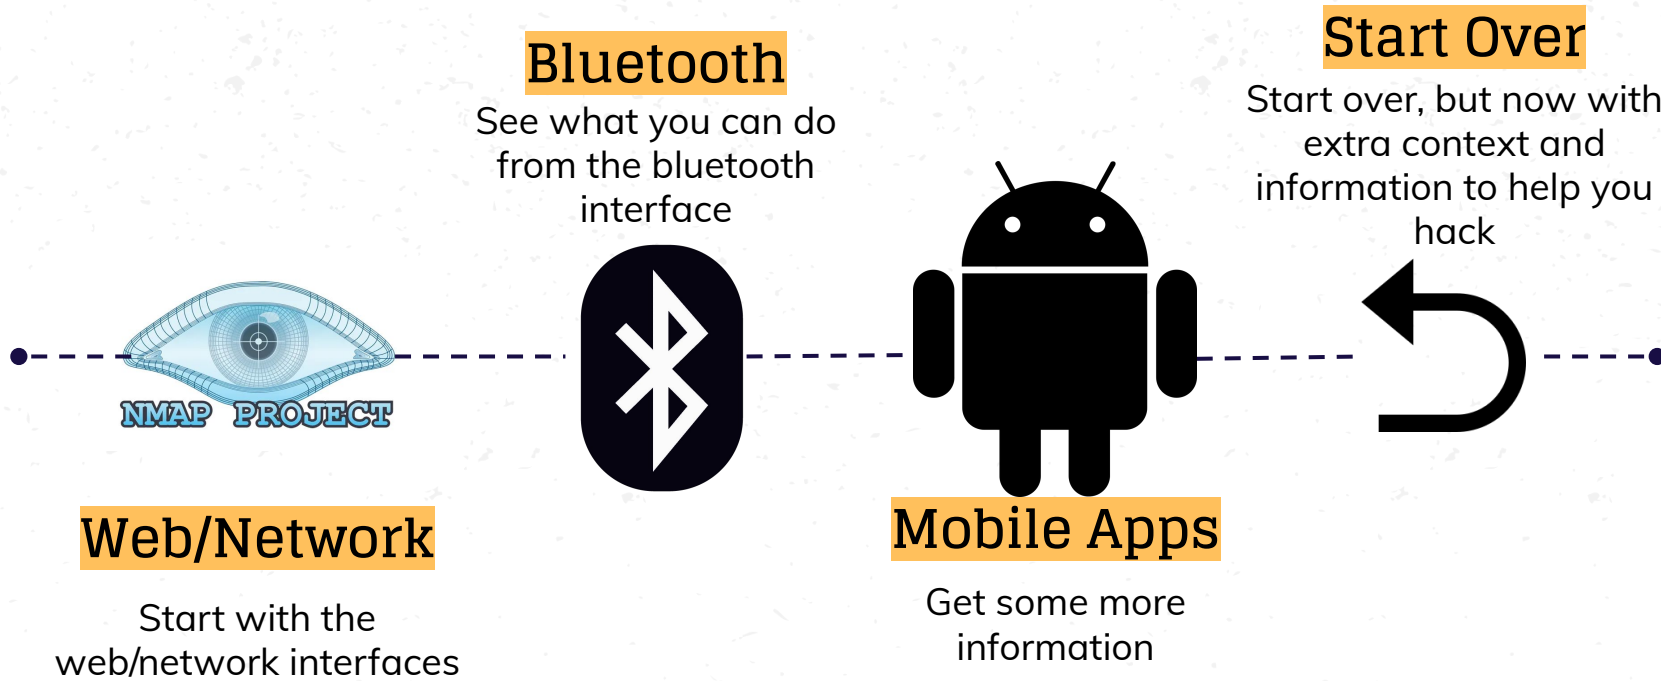 NMAP PROJECT
Web/Network
Start with the
web/network interfaces
Bluetooth
See what you can do
from the bluetooth
interface
Mobile Apps
Get some more
information
Start Over
Start over, but now with
extra context and
information to help you
hack